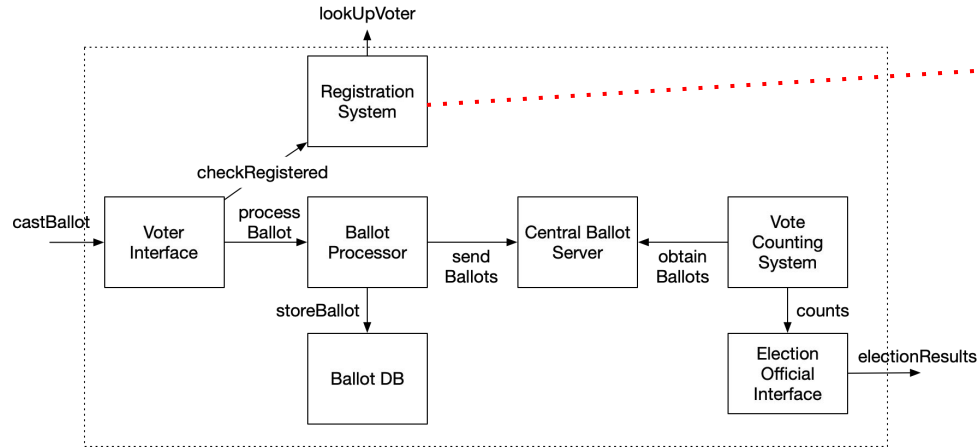 lookUpVoter
Registration
System
checkRegistered
castBallot
Voter
Interface
process
Ballot
Ballot
Processor
send
Ballots
Central Ballot
Server
obtain
Ballots
Vote
Counting
System
storeBallot
Ballot DB
counts
Election
Official
Interface
electionResults